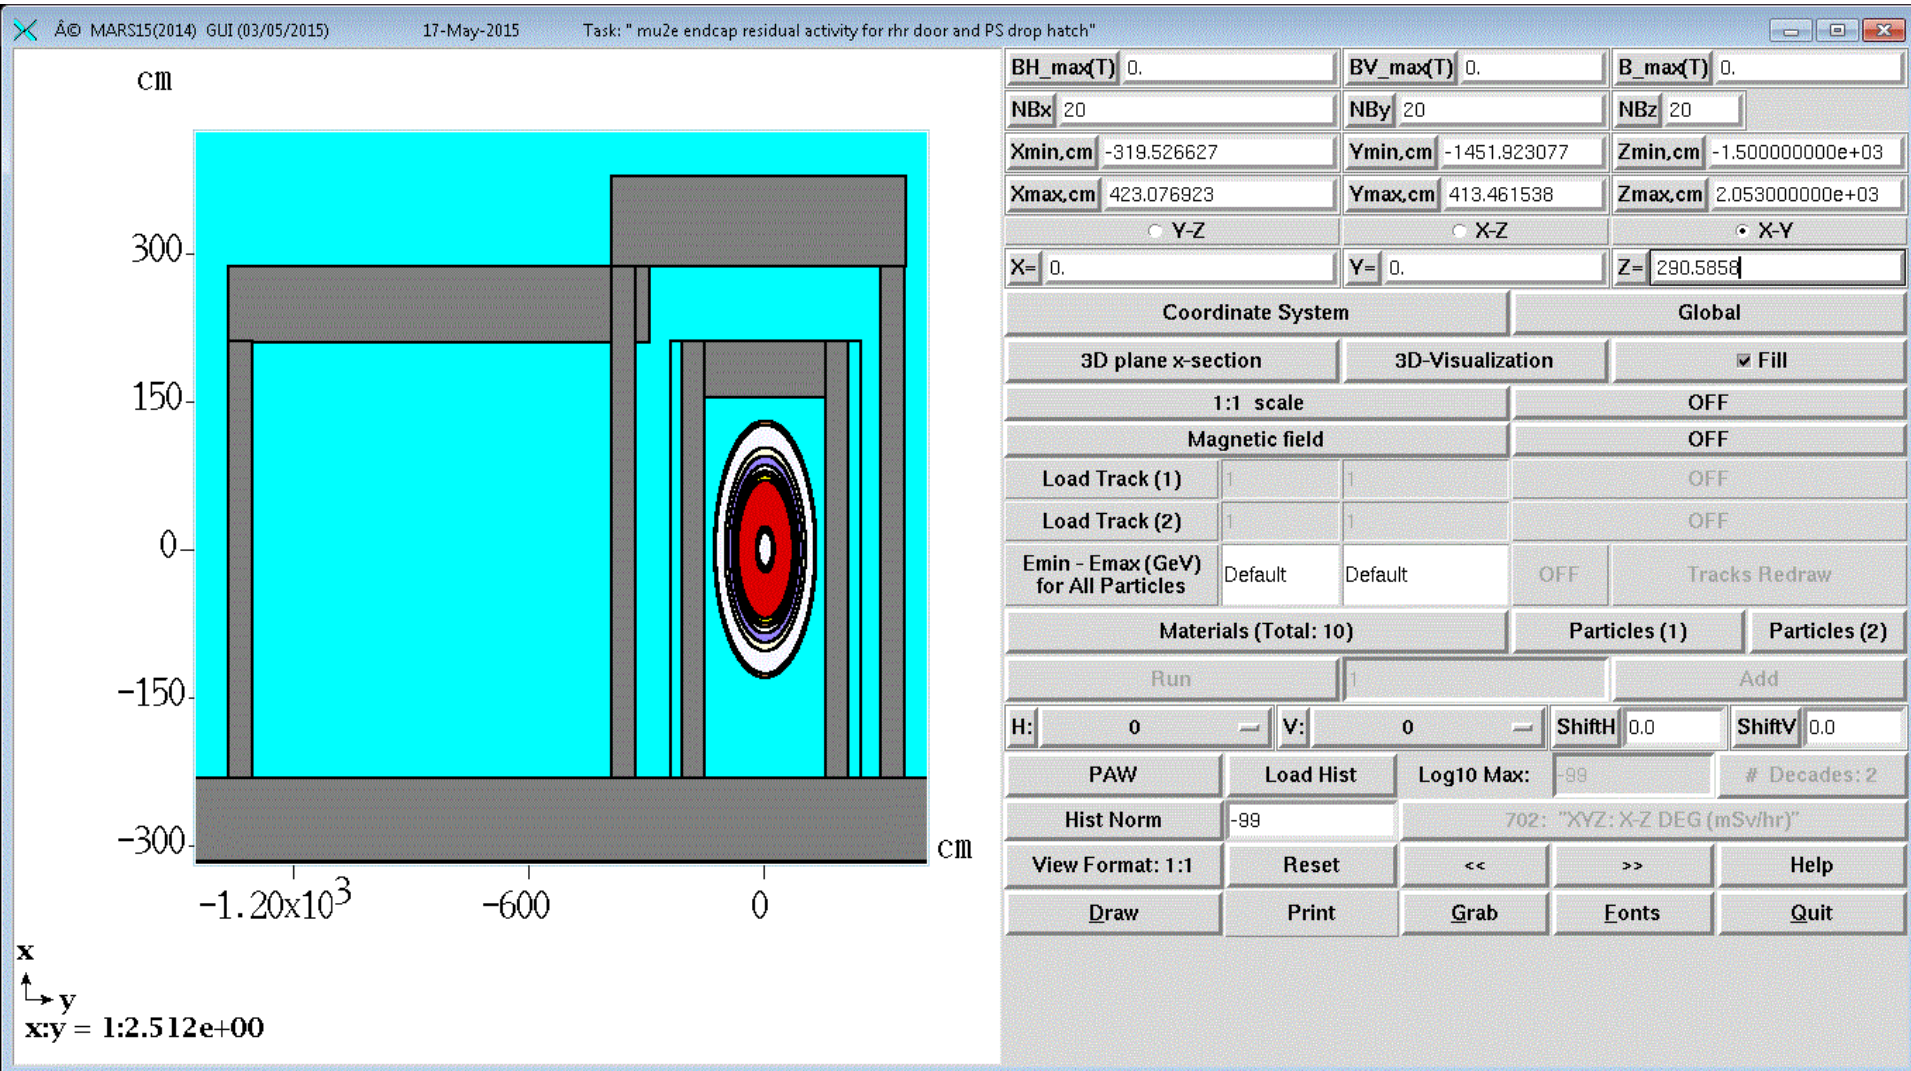 Â© MARS15(2014) GUI (03/05/2015) 17-May-2015 Task: " mu2e endcap residual activity for rhr door and PS drop hatch"
cm
300
150
0
-150
-300
cm
-1.20x10³ -600 0
x
y
x:y = 1:2.512e+00
BH_max(T) 0. BV_max(T) 0. B_max(T) 0.
NBx 20 NBy 20 NBz 20
Xmin,cm -319.526627 Ymin,cm -1451.923077 Zmin,cm -1.500000000e+03
Xmax,cm 423.076923 Ymax,cm 413.461538 Zmax,cm 2.053000000e+03
Y-Z X-Z X-Y
X= 0. Y= 0. Z= 290.5858
Coordinate System Global
3D plane x-section 3D-Visualization Fill
1:1 scale OFF
Magnetic field OFF
Load Track (1) 1 1 OFF
Load Track (2) 1 1 OFF
Emin - Emax (GeV)
for All Particles Default Default OFF Tracks Redraw
Materials (Total: 10) Particles (1) Particles (2)
Run 1 Add
H: 0 V: 0 ShiftH 0.0 ShiftV 0.0
PAW Load Hist Log10 Max: -99 # Decades: 2
Hist Norm -99 702: "XYZ: X-Z DEG (mSv/hr)"
View Format: 1:1 Reset << >> Help
Draw Print Grab Fonts Quit